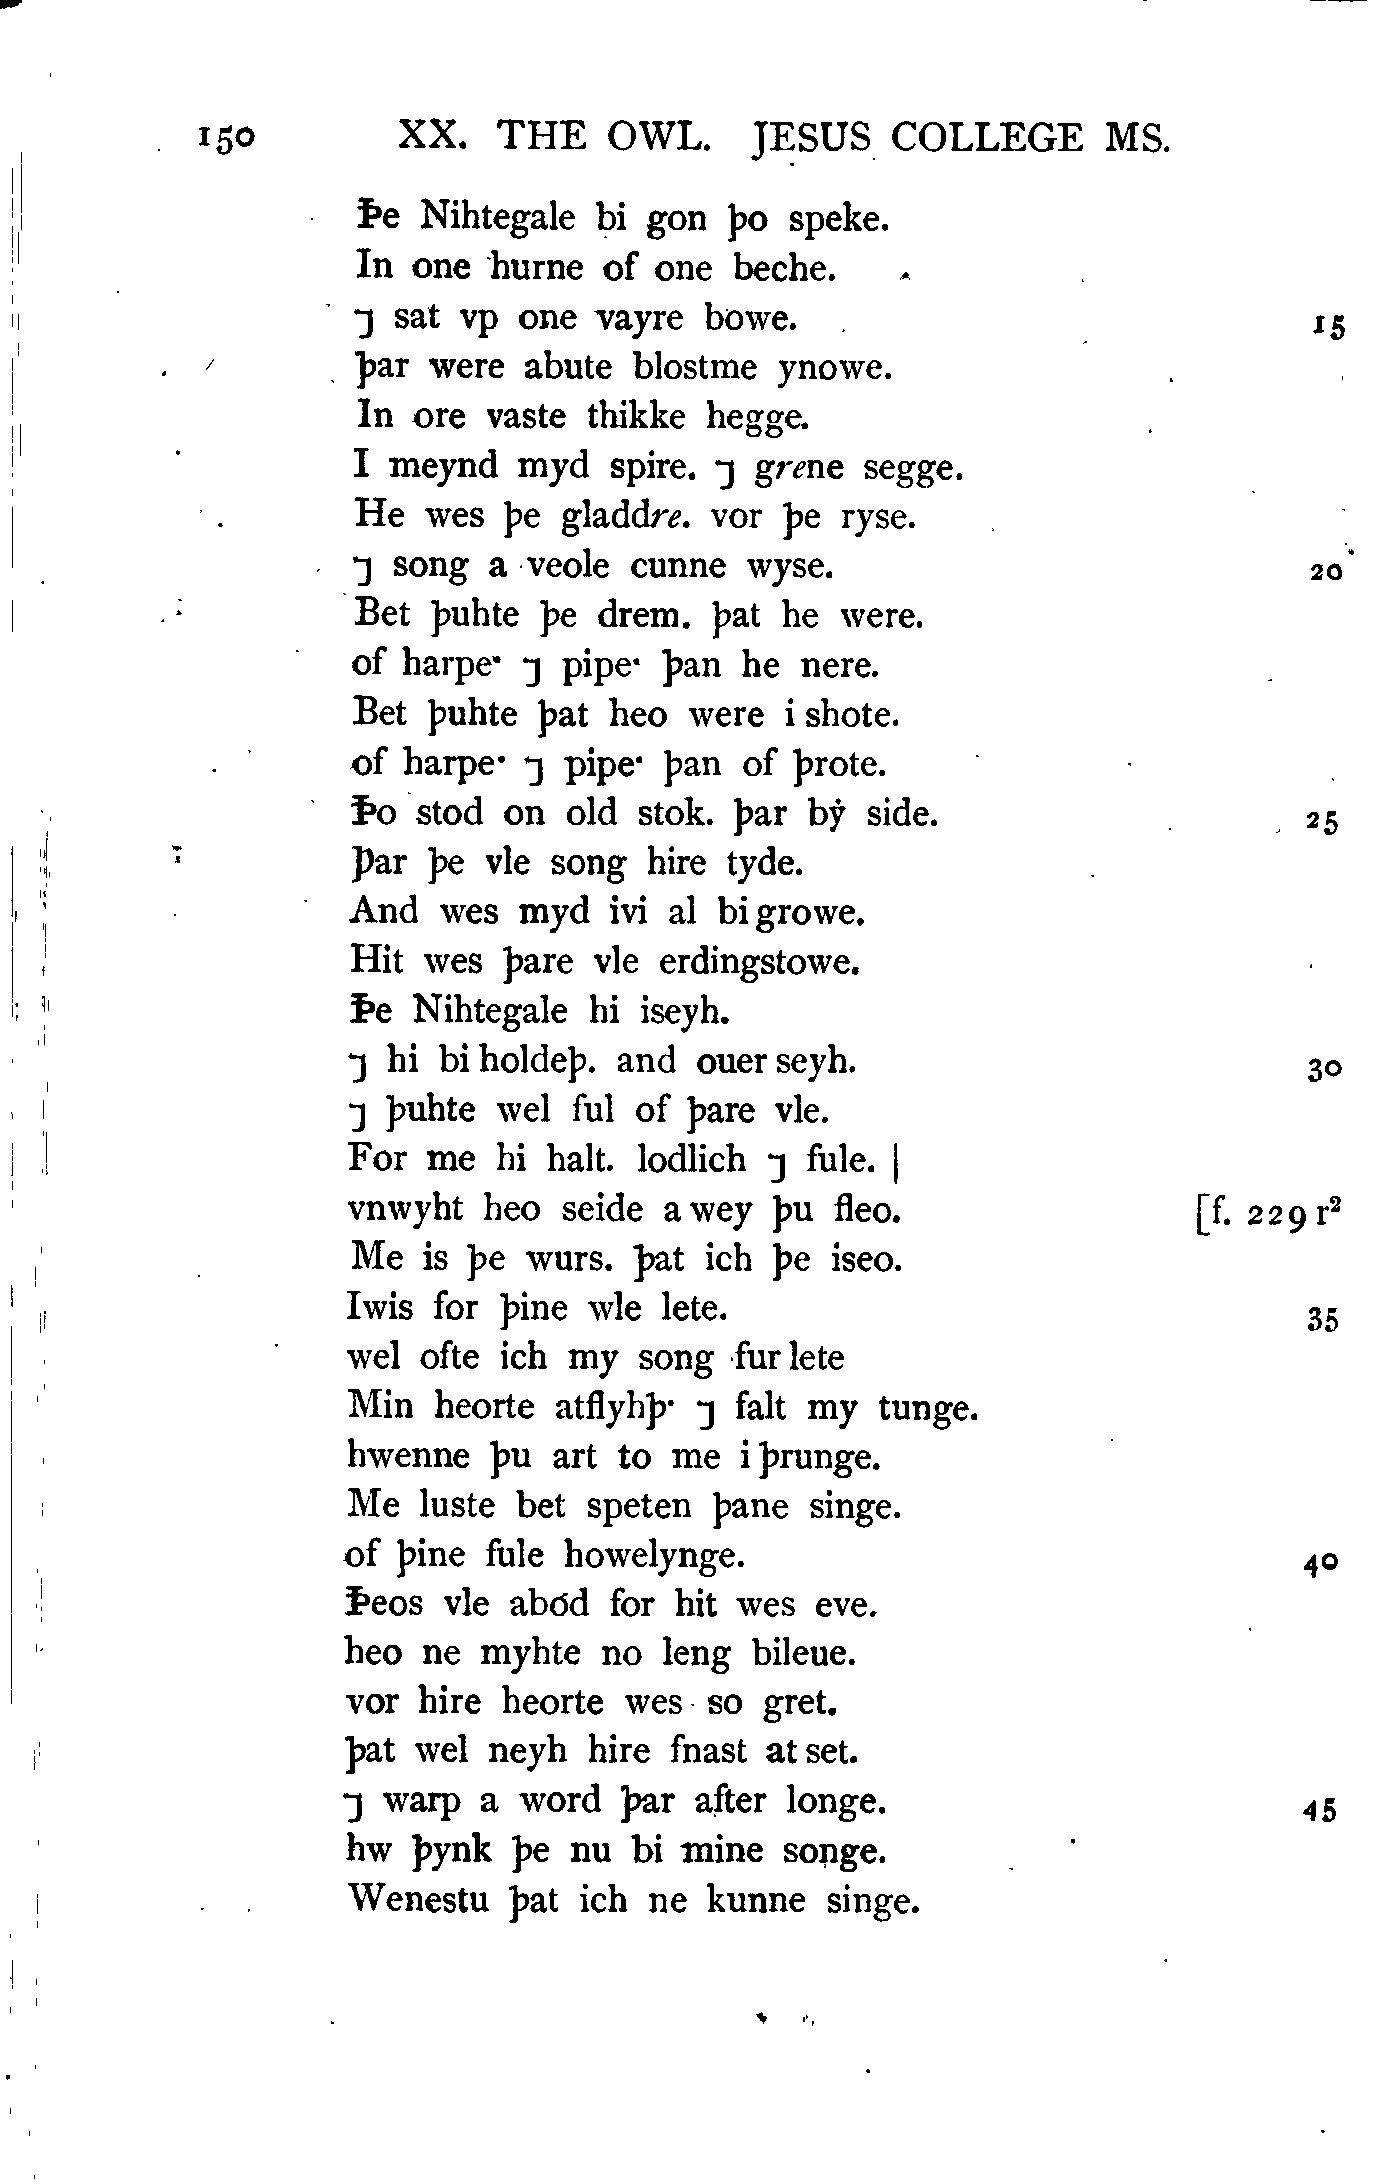 150 XX. THE OWL. JESUS COLLEGE MS.
Ꝥe Nihtegale bi gon þo speke.
In one hurne of one beche.
⁊ sat vp one vayre bowe. 15
þar were abute blostme ynowe.
In ore vaste thikke hegge.
I meynd myd spire. ⁊ grene segge.
He wes þe gladdre. vor þe ryse.
⁊ song a veole cunne wyse. 20
Bet þuhte þe drem. þat he were.
of harpe· ⁊ pipe· þan he nere.
Bet þuhte þat heo were i shote.
of harpe· ⁊ pipe· þan of þrote.
Ꝥo stod on old stok. þar bẏ side. 25
Þar þe vle song hire tyde.
And wes myd ivi al bi growe.
Hit wes þare vle erdingstowe.
Ꝥe Nihtegale hi iseyh.
⁊ hi bi holdeþ. and ouer seyh. 30
⁊ þuhte wel ful of þare vle.
For me hi halt. lodlich ⁊ fule. |
vnwyht heo seide a wey þu fleo. [f. 229 r²
Me is þe wurs. þat ich þe iseo.
Iwis for þine wle lete. 35
wel ofte ich my song fur lete
Min heorte atflyhþ· ⁊ falt my tunge.
hwenne þu art to me i þrunge.
Me luste bet speten þane singe.
of þine fule howelynge. 40
Ꝥeos vle abod for hit wes eve.
heo ne myhte no leng bileue.
vor hire heorte wes so gret.
þat wel neyh hire fnast at set.
⁊ warp a word þar after longe. 45
hw þynk þe nu bi mine songe.
Wenestu þat ich ne kunne singe.